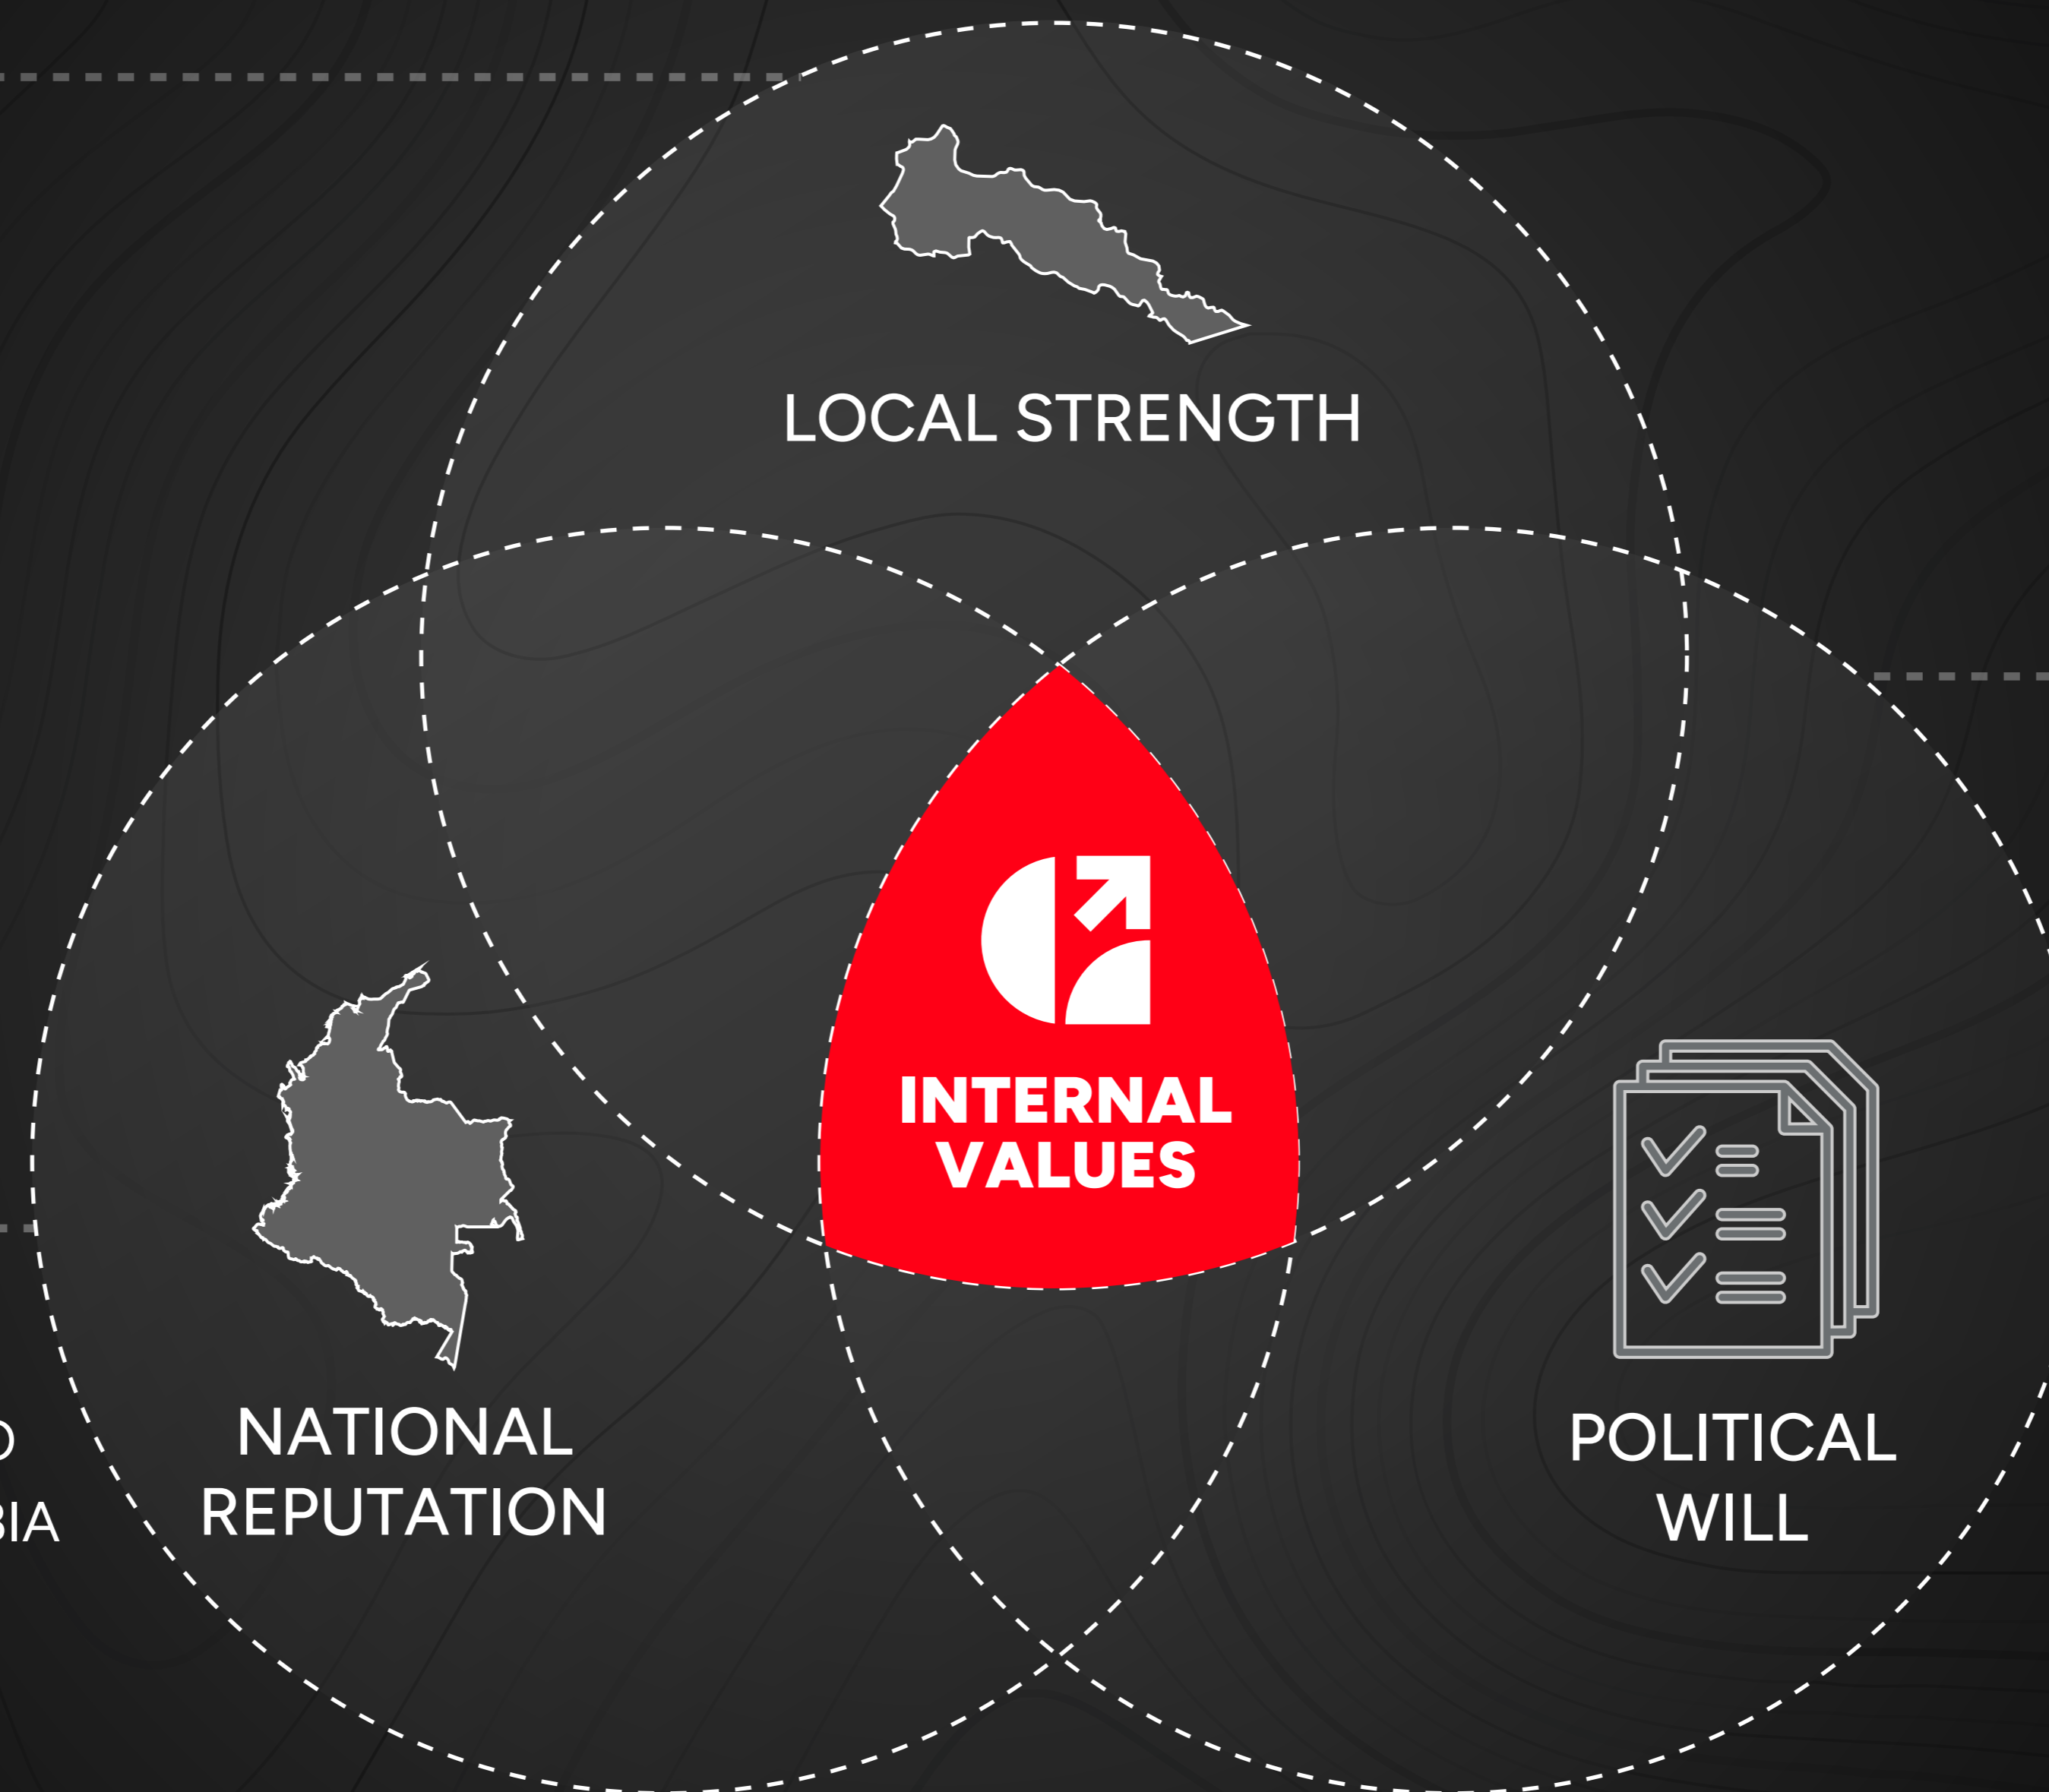 LOCAL STRENGTH
INTERNAL
VALUES
NATIONAL
REPUTATION
POLITICAL
WILL